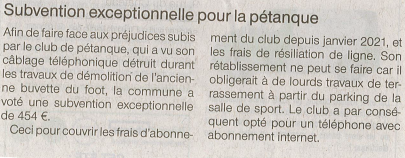 Subvention exceptionnelle pour la pétanque
Afin de faire face aux préjudices subis
par le club de pétanque, qui a vu son
câblage téléphonique détruit durant
les travaux de démolition de l'ancien-
ne buvette du foot, la commune a
voté une subvention exceptionnelle
de 454 €.
Ceci pour couvrir les frais d'abonne-
ment du club depuis janvier 2021, et
les frais de résiliation de ligne. Son
rétablissement ne peut se faire car il
obligerait à de lourds travaux de ter-
rassement à partir du parking de la
salle de sport. Le club a par consé-
quent opté pour un téléphone avec
abonnement internet.